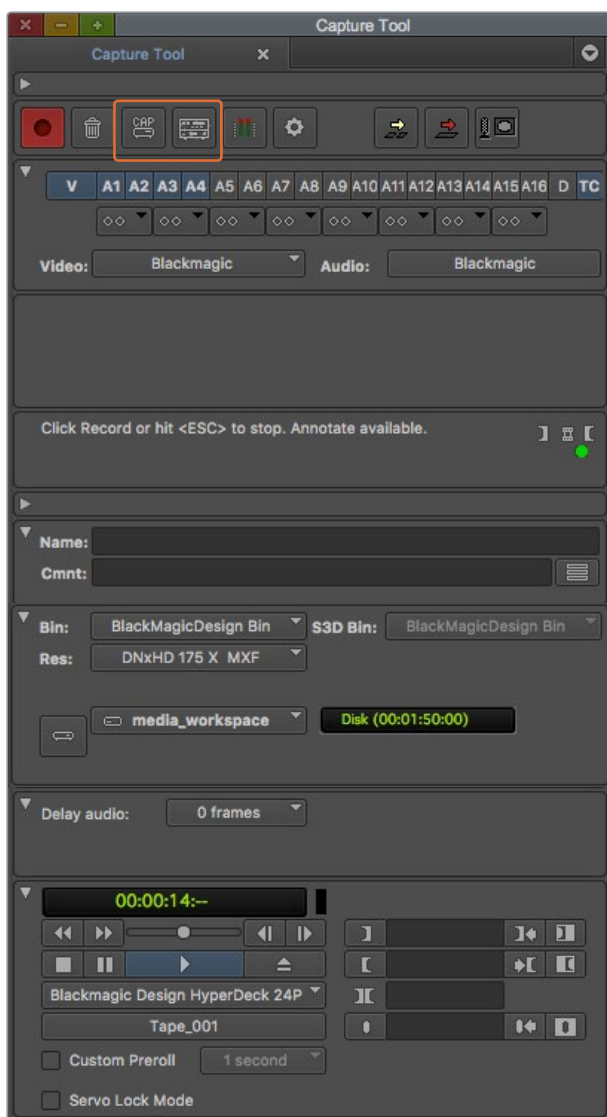 Capture Tool
Capture Tool
CAP
V A1 A2 A3 A4 A5 A6 A7 A8 A9 A10 A11 A12 A13 A14 A15 A16 D TC
Video: Blackmagic Audio: Blackmagic
Click Record or hit <ESC> to stop. Annotate available.
Name:
Cmnt:
Bin: BlackMagicDesign Bin S3D Bin: BlackMagicDesign Bin
Res: DNxHD 175 X MXF
media_workspace Disk (00:01:50:00)
Delay audio: 0 frames
00:00:14:--
Blackmagic Design HyperDeck 24P
Tape_001
Custom Preroll 1 second
Servo Lock Mode